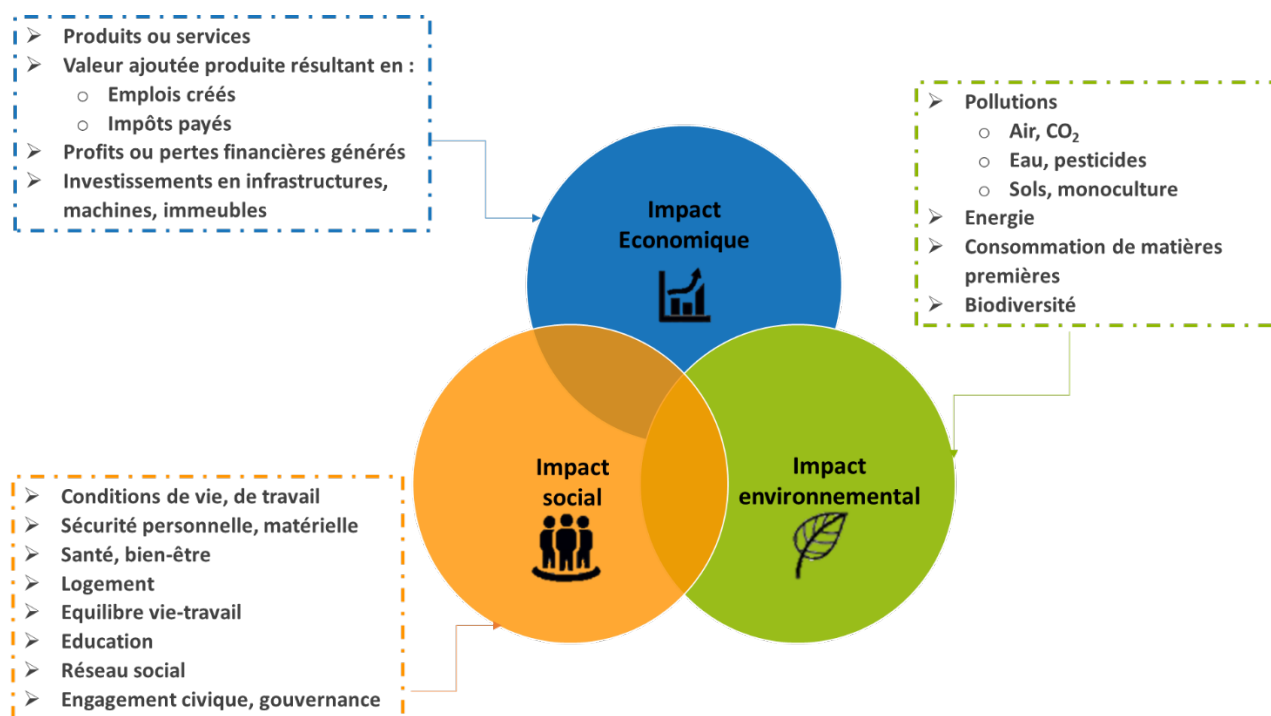 Produits ou services
Valeur ajoutée produite résultant en :
Emplois créés
Impôts payés
Profits ou pertes financières générés
Investissements en infrastructures,
machines, immeubles
Pollutions
Air, CO₂
Eau, pesticides
Sols, monoculture
Energie
Consommation de matières
premières
Biodiversité
Impact
Economique
Impact
social
Impact
environnemental
Conditions de vie, de travail
Sécurité personnelle, matérielle
Santé, bien-être
Logement
Equilibre vie-travail
Education
Réseau social
Engagement civique, gouvernance